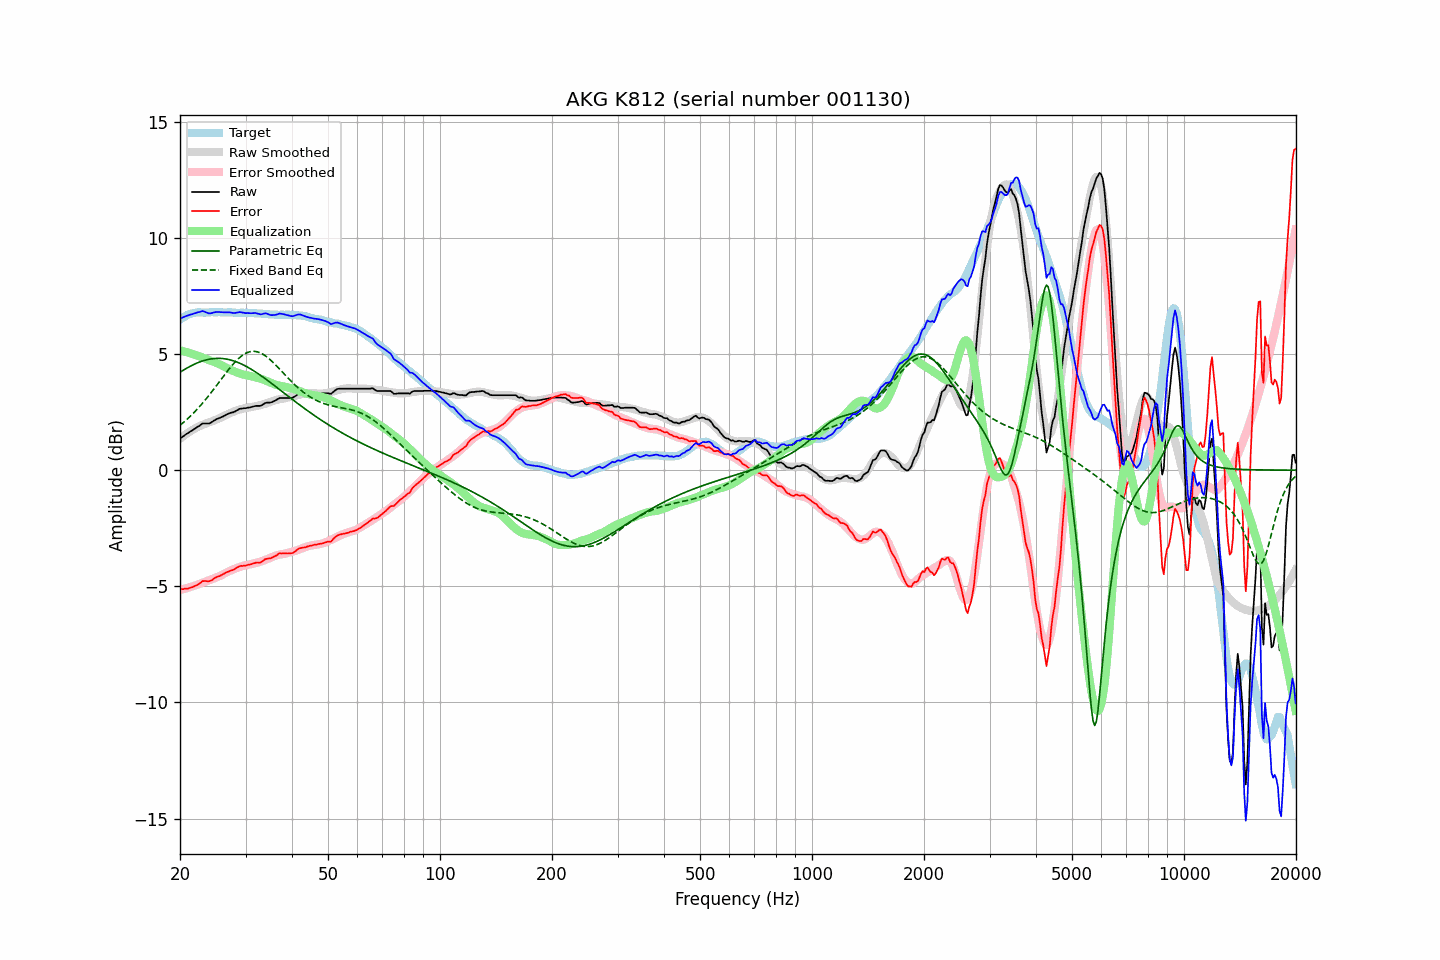 AKG K812 (serial number 001130)
Target
Raw Smoothed
Error Smoothed
Raw
Error
Equalization
Parametric Eq
Fixed Band Eq
Equalized
15
10
5
0
−5
−10
−15
Amplitude (dBr)
20 50 100 200 500 1000 2000 5000 10000 20000
Frequency (Hz)